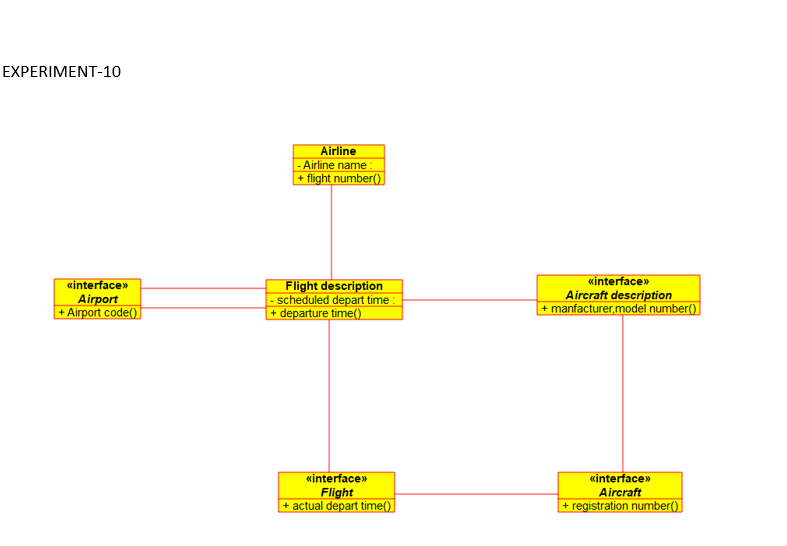 EXPERIMENT-10
Airline
- Airline name :
+ flight number()
«interface»
Airport
+ Airport code()
Flight description
- scheduled depart time :
+ departure time()
«interface»
Aircraft description
+ manfacturer,model number()
«interface»
Flight
+ actual depart time()
«interface»
Aircraft
+ registration number()